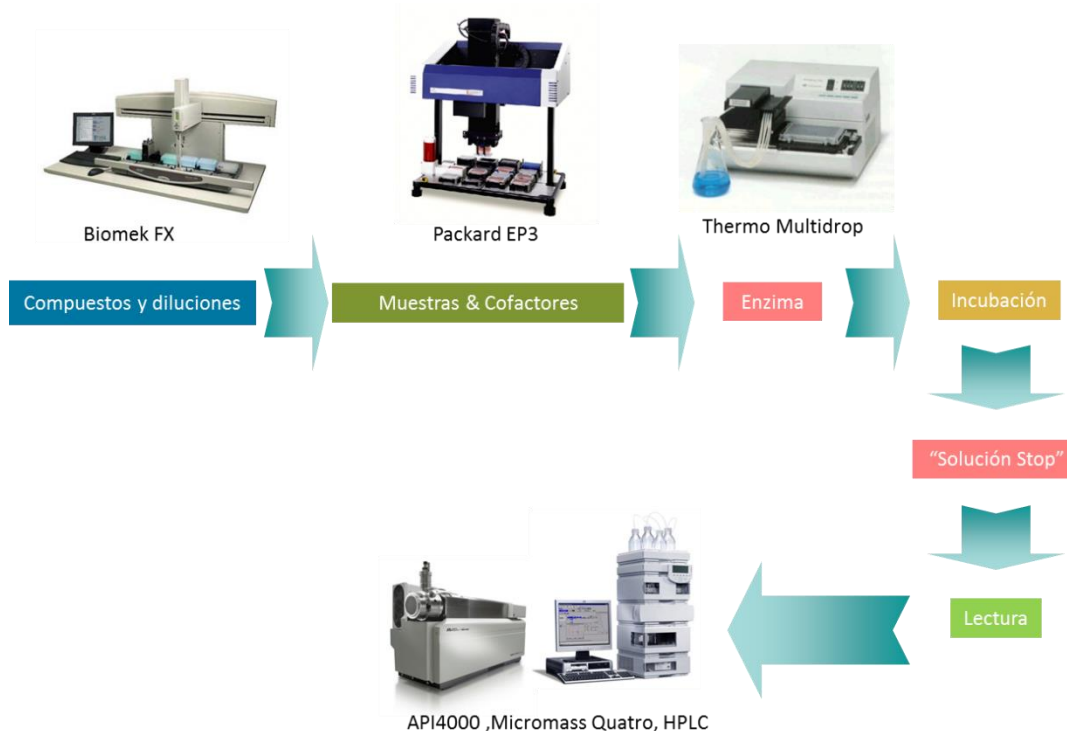 Biomek FX
Packard EP3
Thermo Multidrop
Compuestos y diluciones
Muestras & Cofactores
Enzima
Incubación
“Solución Stop”
Lectura
API4000 ,Micromass Quatro, HPLC